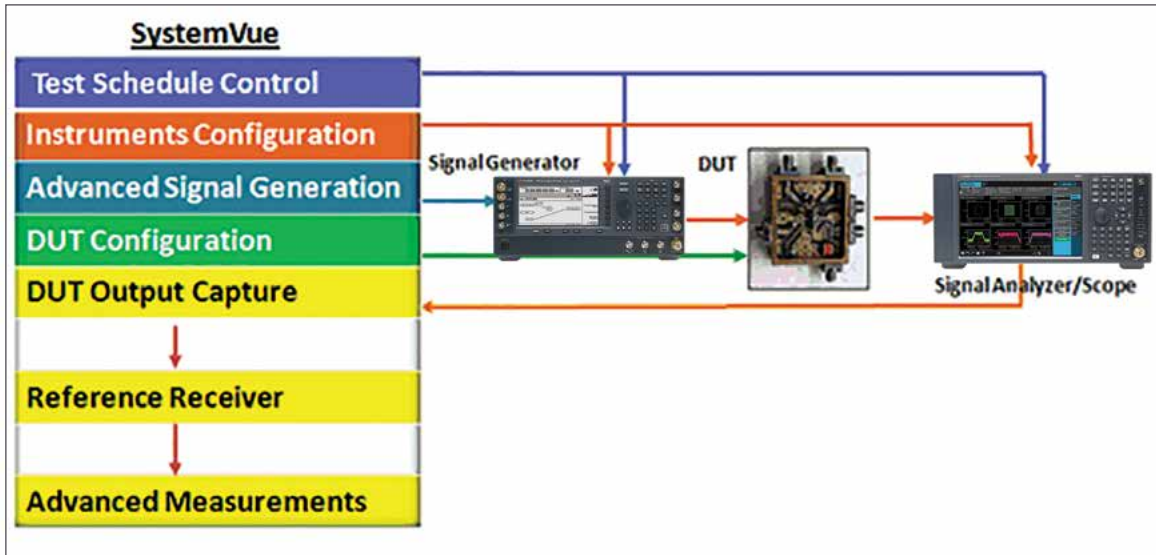 SystemVue
Test Schedule Control
Instruments Configuration
Advanced Signal Generation
DUT Configuration
DUT Output Capture
Reference Receiver
Advanced Measurements
Signal Generator
DUT
Signal Analyzer/Scope